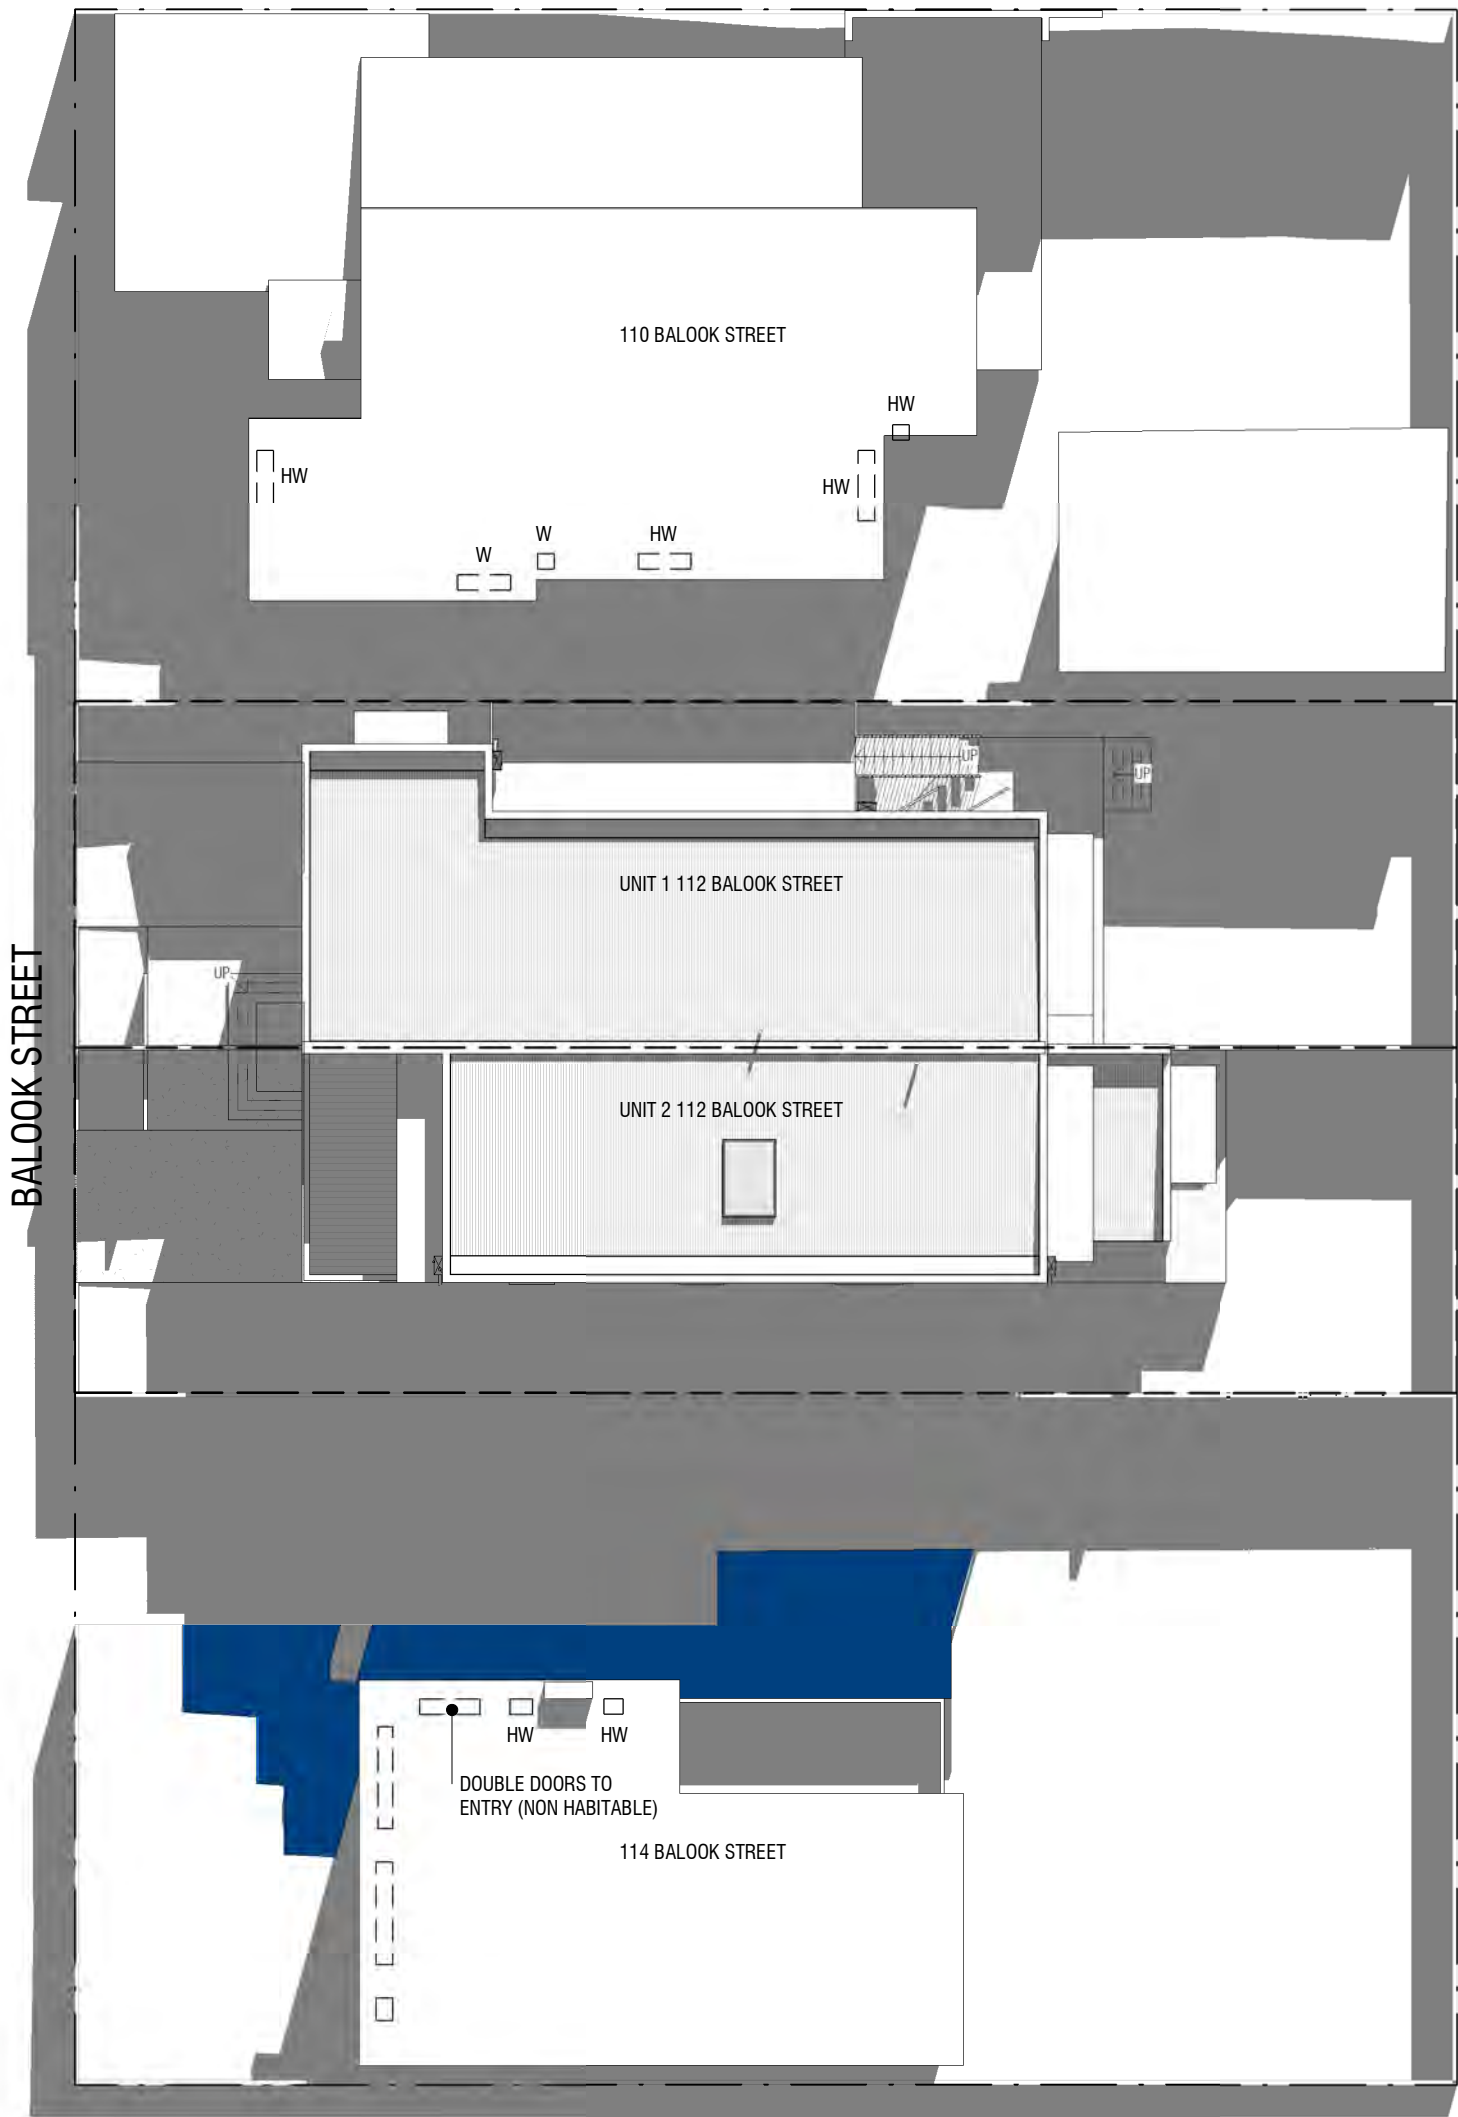 110 BALOOK STREET
HW
HW
HW
W
HW
W
UP
UP
UNIT 1 112 BALOOK STREET
BALOOK STREET
UP
UNIT 2 112 BALOOK STREET
HW
HW
DOUBLE DOORS TO
ENTRY (NON HABITABLE)
114 BALOOK STREET